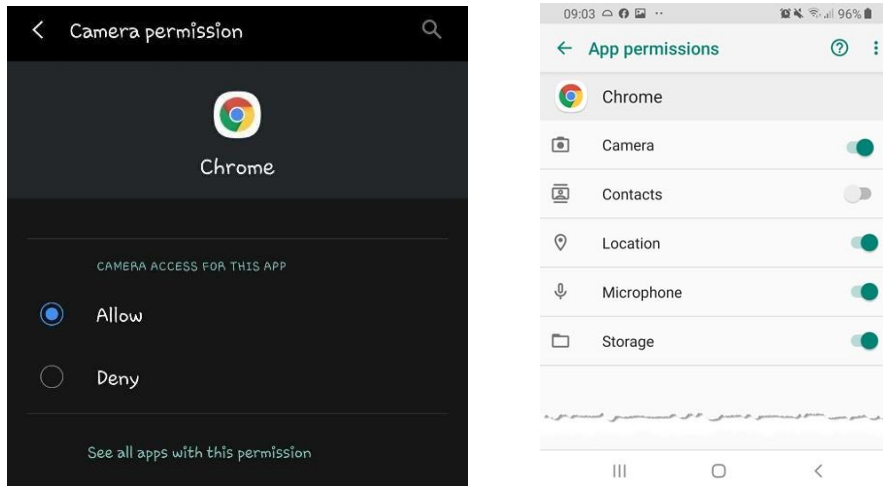 Camera permission
Chrome
CAMERA ACCESS FOR THIS APP
Allow
Deny
See all apps with this permission
09:03 96%
App permissions
Chrome
Camera
Contacts
Location
Microphone
Storage